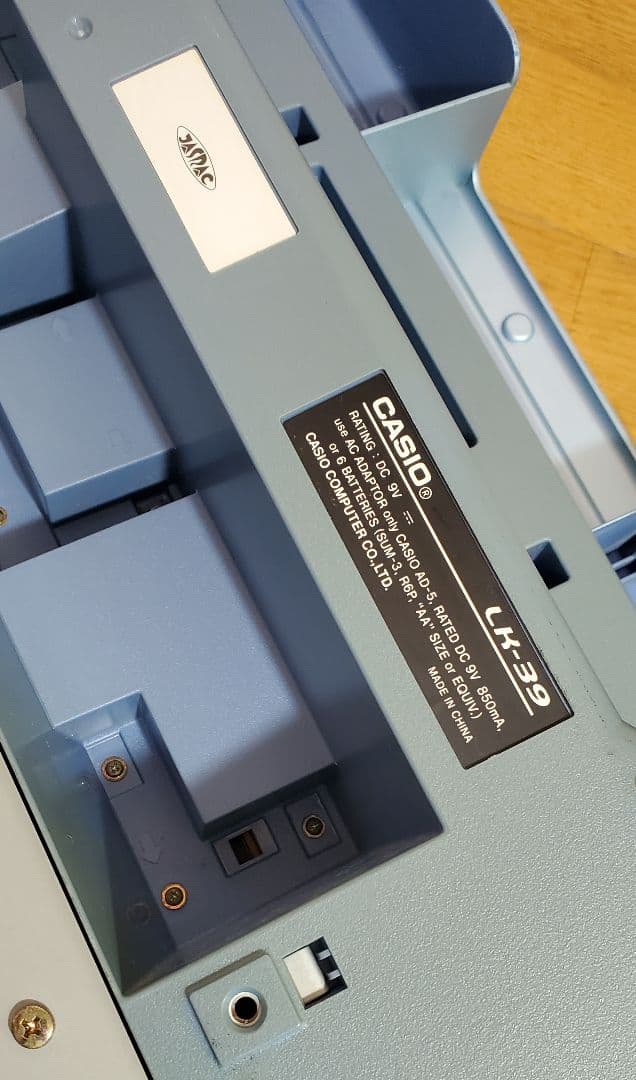 JASRAC
CASIO® LK-39
RATING : DC 9V ⎓
use AC ADAPTOR only CASIO AD-5, RATED DC 9V 850mA,
or 6 BATTERIES (SUM-3, R6P, "AA" SIZE or EQUIV.)
CASIO COMPUTER CO.,LTD. MADE IN CHINA